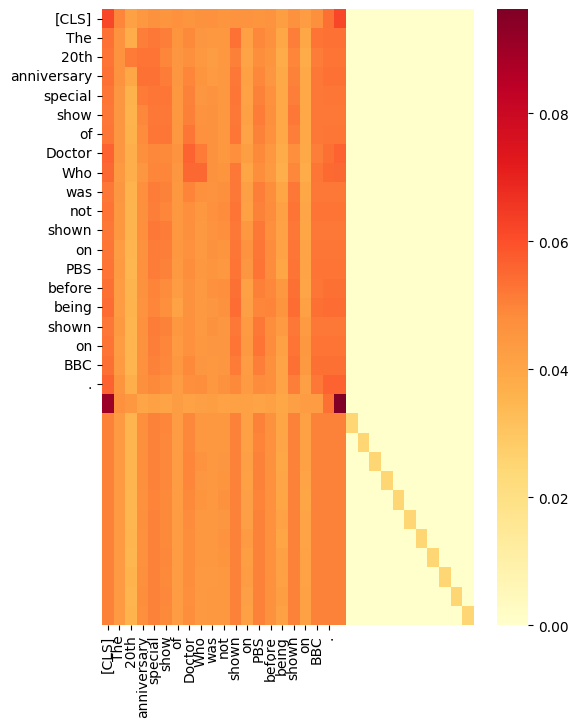 [CLS]
The
20th
anniversary
special
show
of
Doctor
Who
was
not
shown
on
PBS
before
being
shown
on
BBC
.
0.08
0.06
0.04
0.02
0.00
[CLS]
The
20th
anniversary
special
show
of
Doctor
Who
was
not
shown
on
PBS
before
being
shown
on
BBC
.